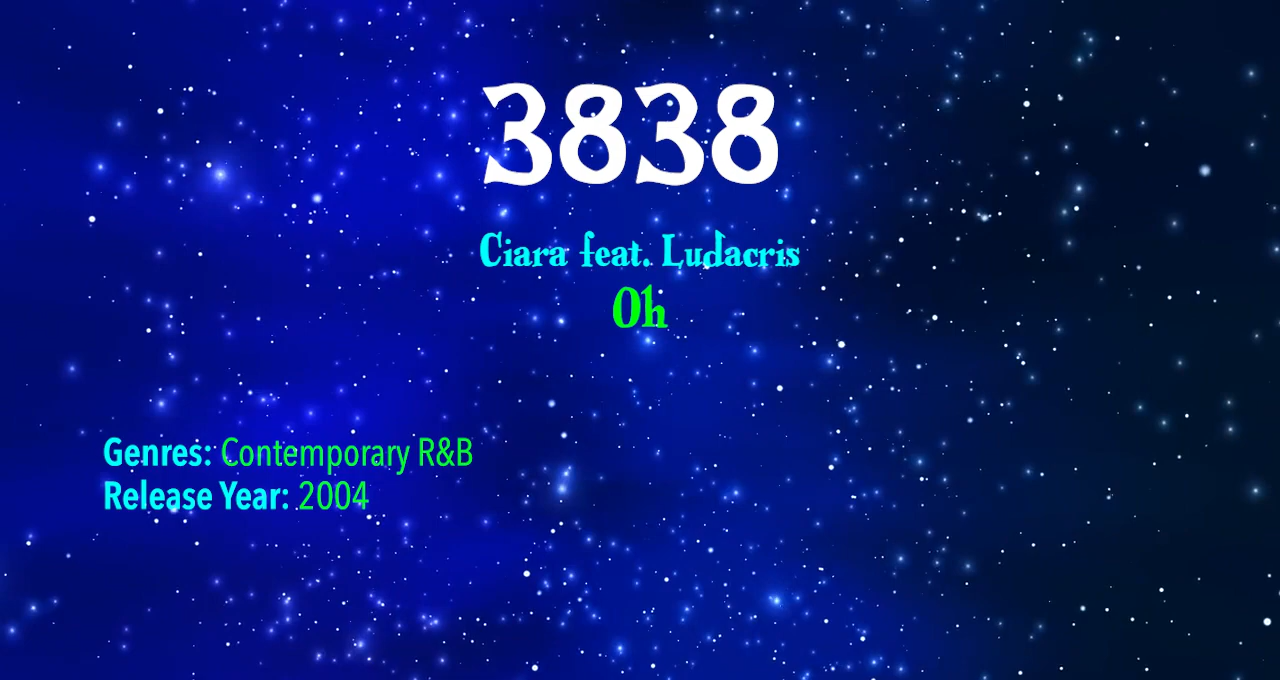 3838
Ciara feat. Ludacris
Oh
Genres: Contemporary R&B
Release Year: 2004